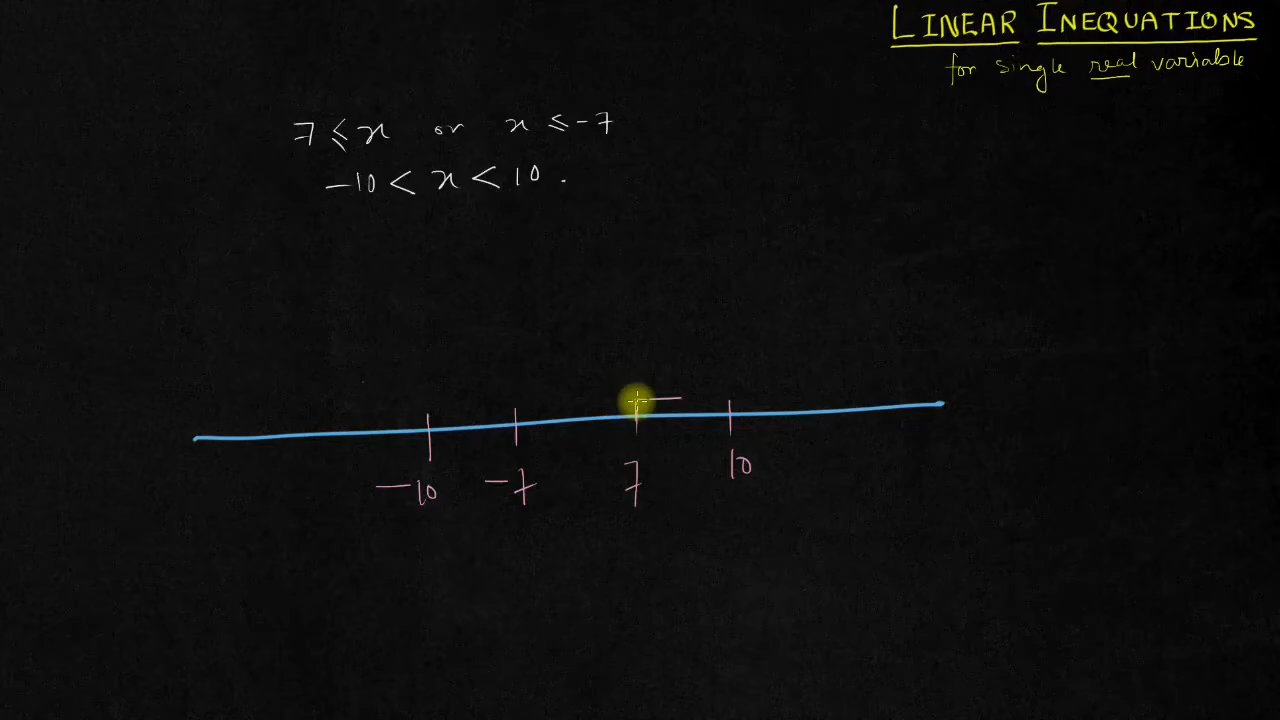 LINEAR INEQUATIONS
for single real variable
7 ≤ x or x ≤ -7
-10 < x < 10.
-10 -7 7 10